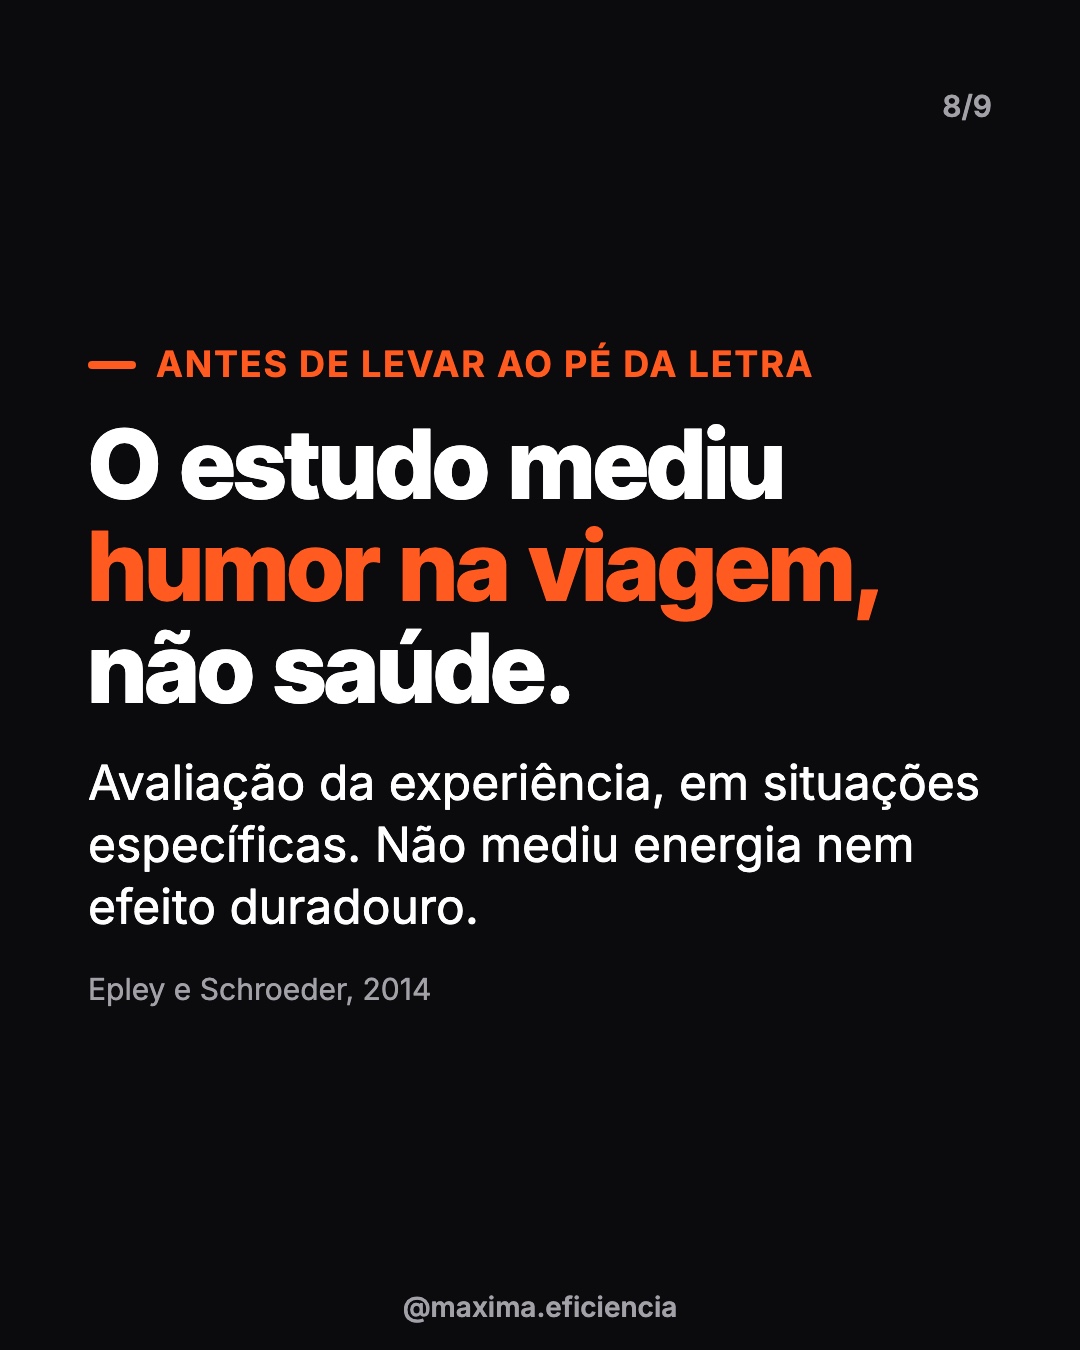 8/9
ANTES DE LEVAR AO PÉ DA LETRA
O estudo mediu
humor na viagem,
não saúde.
Avaliação da experiência, em situações
específicas. Não mediu energia nem
efeito duradouro.
Epley e Schroeder, 2014
@maxima.eficiencia